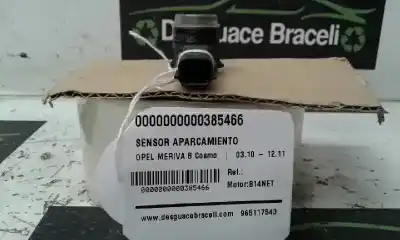 Desguace Braceli
0000000000385466
SENSOR APARCAMIENTO
OPEL MERIVA B Cosmo | 03.10 - 12.11
Ref.:
Motor:B14NET
0000000000385466
www.desguacebraceli.com 965117543